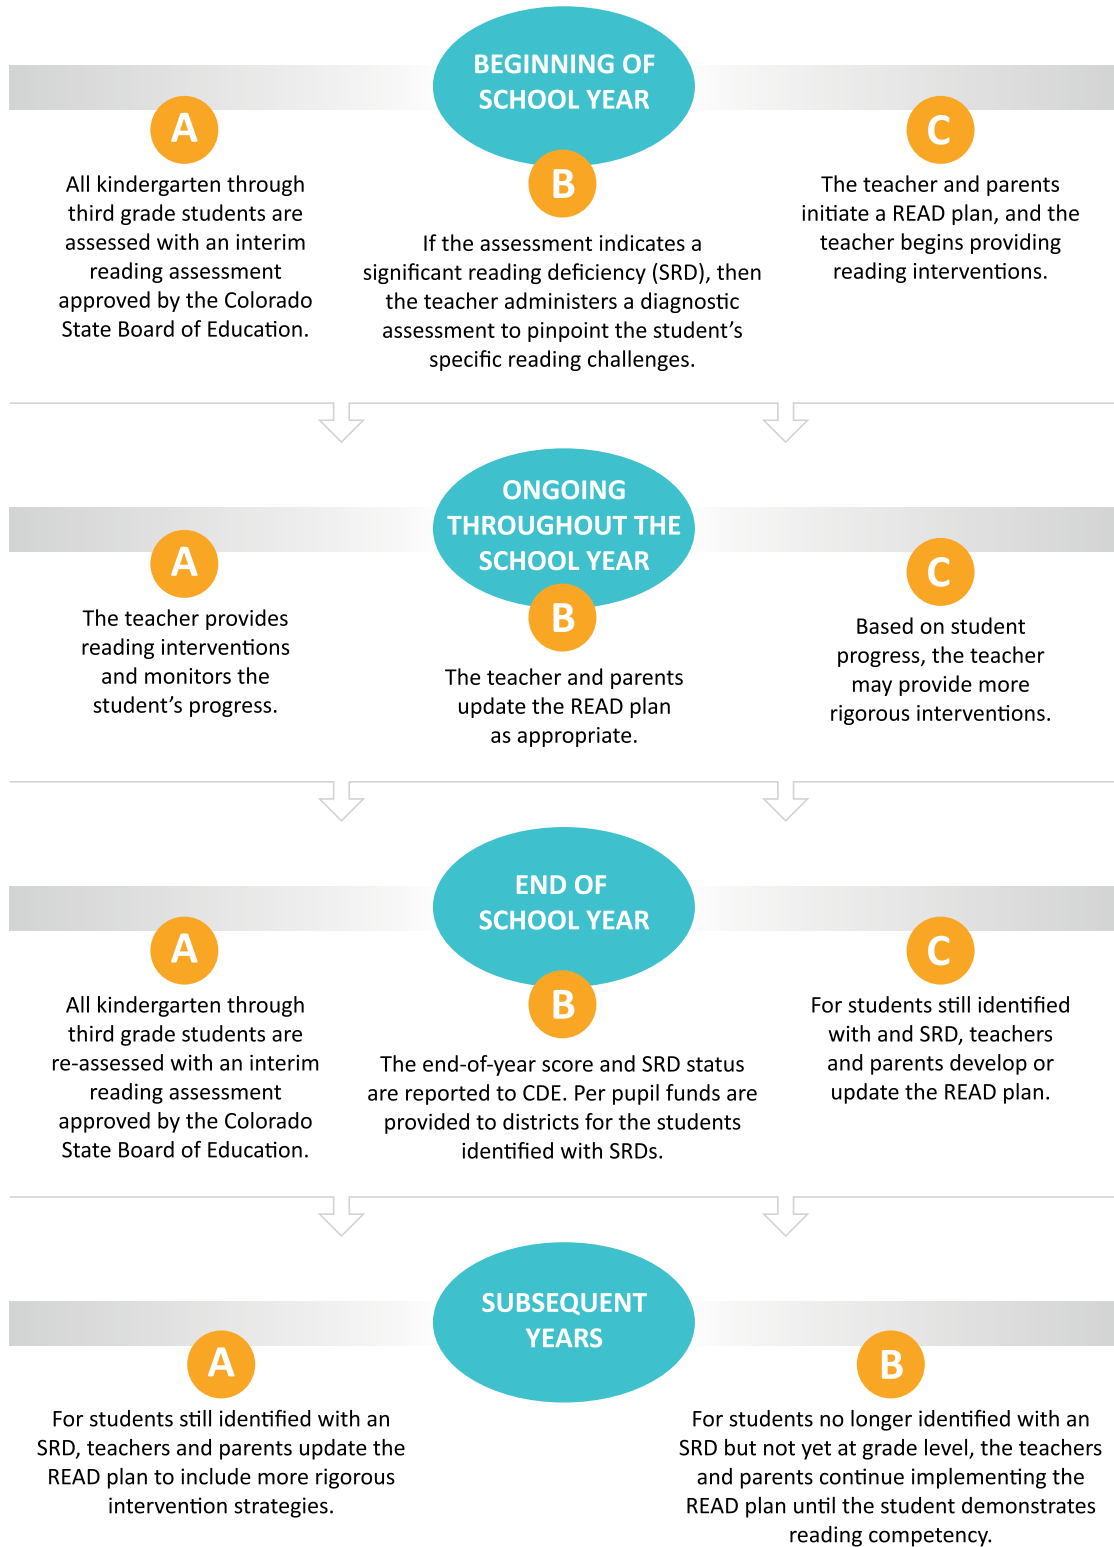 BEGINNING OF
SCHOOL YEAR
A
All kindergarten through
third grade students are
assessed with an interim
reading assessment
approved by the Colorado
State Board of Education.
B
If the assessment indicates a
significant reading deficiency (SRD), then
the teacher administers a diagnostic
assessment to pinpoint the student’s
specific reading challenges.
C
The teacher and parents
initiate a READ plan, and the
teacher begins providing
reading interventions.
ONGOING
THROUGHOUT THE
SCHOOL YEAR
A
The teacher provides
reading interventions
and monitors the
student’s progress.
B
The teacher and parents
update the READ plan
as appropriate.
C
Based on student
progress, the teacher
may provide more
rigorous interventions.
END OF
SCHOOL YEAR
A
All kindergarten through
third grade students are
re-assessed with an interim
reading assessment
approved by the Colorado
State Board of Education.
B
The end-of-year score and SRD status
are reported to CDE. Per pupil funds are
provided to districts for the students
identified with SRDs.
C
For students still identified
with and SRD, teachers
and parents develop or
update the READ plan.
SUBSEQUENT
YEARS
A
For students still identified with an
SRD, teachers and parents update the
READ plan to include more rigorous
intervention strategies.
B
For students no longer identified with an
SRD but not yet at grade level, the teachers
and parents continue implementing the
READ plan until the student demonstrates
reading competency.